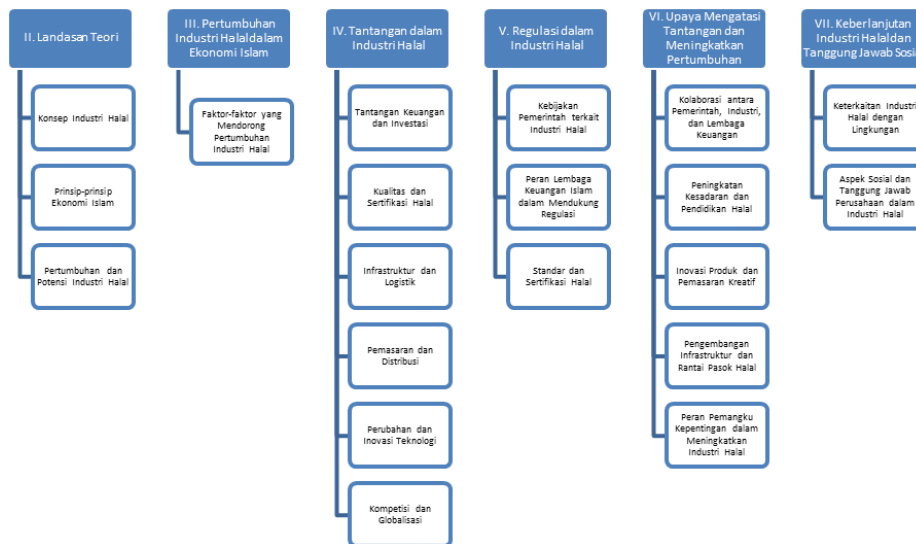 II. Landasan Teori
Konsep Industri Halal
Prinsip-prinsip
Ekonomi Islam
Pertumbuhan dan
Potensi Industri Halal
III. Pertumbuhan
Industri Halaldalam
Ekonomi Islam
Faktor-faktor yang
Mendorong
Pertumbuhan
Industri Halal
IV. Tantangan dalam
Industri Halal
Tantangan Keuangan
dan Investasi
Kualitas dan
Sertifikasi Halal
Infrastruktur dan
Logistik
Pemasaran dan
Distribusi
Perubahan dan
Inovasi Teknologi
Kompetisi dan
Globalisasi
V. Regulasi dalam
Industri Halal
Kebijakan
Pemerintah terkait
Industri Halal
Peran Lembaga
Keuangan Islam
dalam Mendukung
Regulasi
Standar dan
Sertifikasi Halal
VI. Upaya Mengatasi
Tantangan dan
Meningkatkan
Pertumbuhan
Kolaborasi antara
Pemerintah, Industri,
dan Lembaga
Keuangan
Peningkatan
Kesadaran dan
Pendidikan Halal
Inovasi Produk dan
Pemasaran Kreatif
Pengembangan
Infrastruktur dan
Rantai Pasok Halal
Peran Pemangku
Kepentingan dalam
Meningkatkan
Industri Halal
VII. Keberlanjutan
Industri Halaldan
Tanggung Jawab Sosia
Keterkaitan Industri
Halal dengan
Lingkungan
Aspek Sosial dan
Tanggung Jawab
Perusahaan dalam
Industri Halal